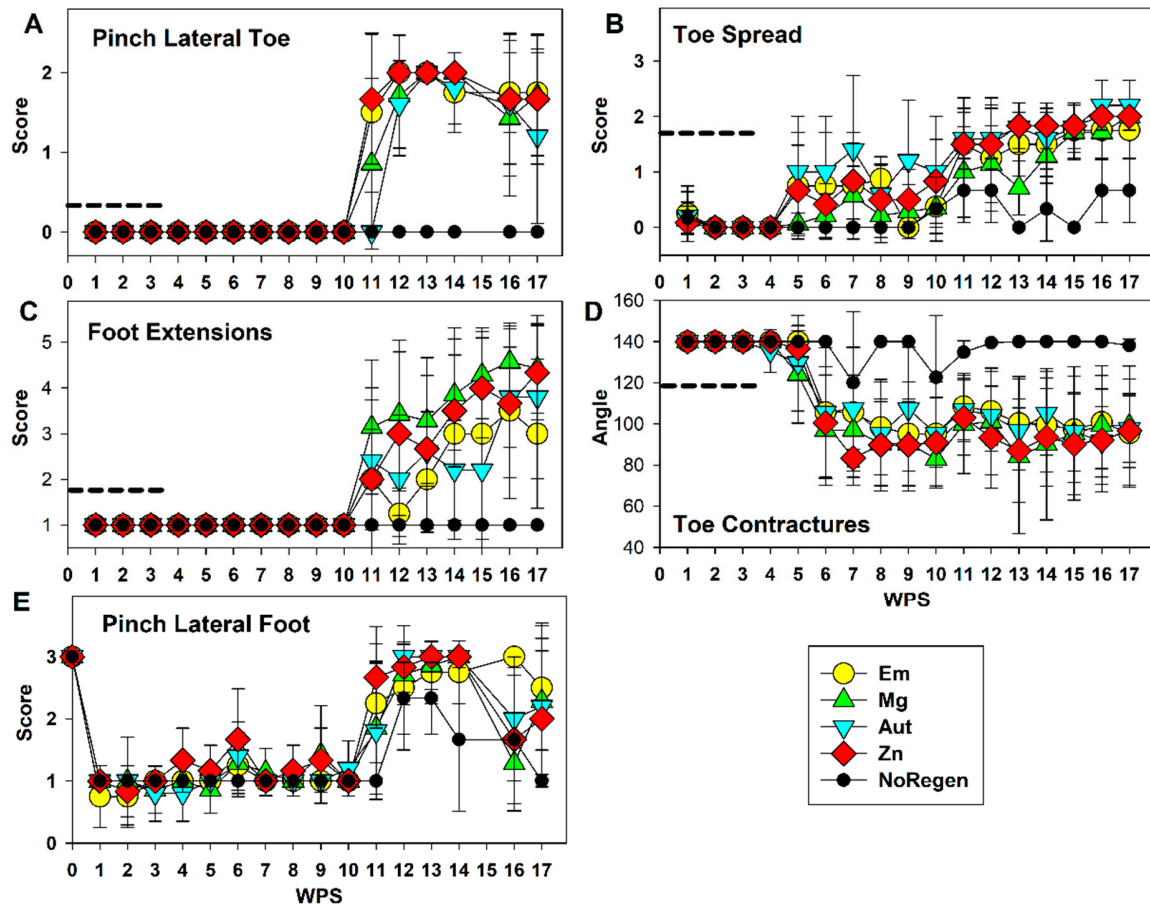 A
Pinch Lateral Toe
Score
2
1
0
0 1 2 3 4 5 6 7 8 9 10 11 12 13 14 15 16 17
B
Toe Spread
Score
3
2
1
0
0 1 2 3 4 5 6 7 8 9 10 11 12 13 14 15 16 17
C
Foot Extensions
Score
5
4
3
2
1
0 1 2 3 4 5 6 7 8 9 10 11 12 13 14 15 16 17
D
Angle
160
140
120
100
80
60
40
Toe Contractures
0 1 2 3 4 5 6 7 8 9 10 11 12 13 14 15 16 17
WPS
E
Pinch Lateral Foot
Score
3
2
1
0
0 1 2 3 4 5 6 7 8 9 10 11 12 13 14 15 16 17
WPS
Em
Mg
Aut
Zn
NoRegen